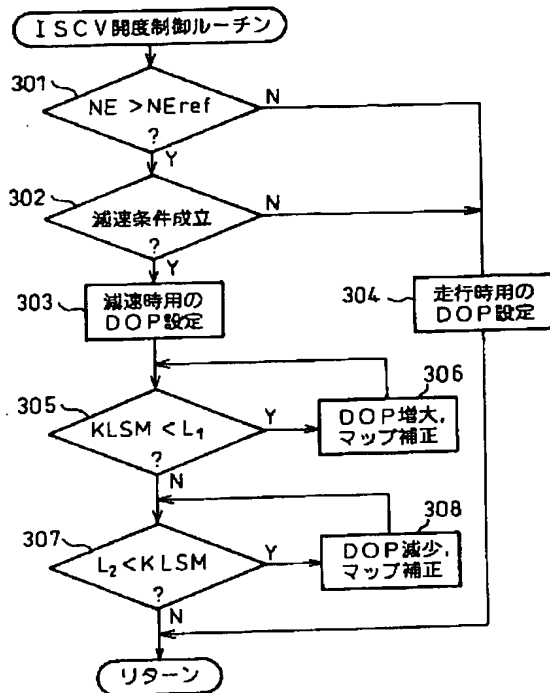 ISCV開度制御ルーチン
301
NE>NEref
?
N
Y
302
減速条件成立
?
N
Y
303
減速時用の
DOP設定
304
走行時用の
DOP設定
305
KLSM<L₁
?
Y
N
306
DOP増大,
マップ補正
307
L₂<KLSM
?
Y
N
308
DOP減少,
マップ補正
リターン